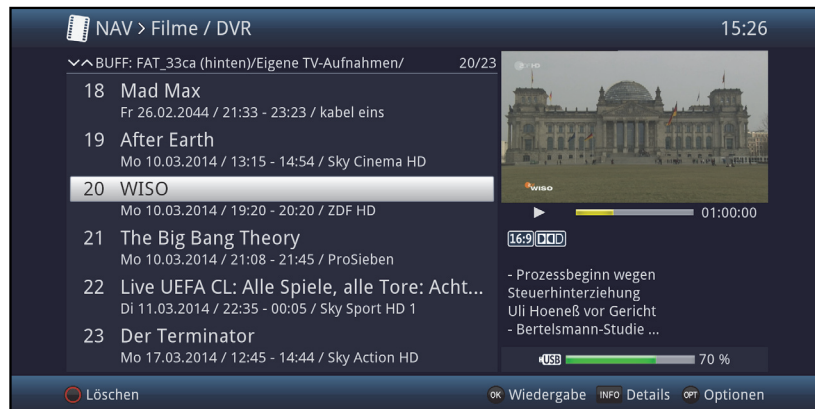 NAV > Filme / DVR
15:26
BUFF: FAT_33ca (hinten)/Eigene TV-Aufnahmen/ 20/23
18 Mad Max
Fr 26.02.2044 / 21:33 - 23:23 / kabel eins
19 After Earth
Mo 10.03.2014 / 13:15 - 14:54 / Sky Cinema HD
20 WISO
Mo 10.03.2014 / 19:20 - 20:20 / ZDF HD
21 The Big Bang Theory
Mo 10.03.2014 / 21:08 - 21:45 / ProSieben
22 Live UEFA CL: Alle Spiele, alle Tore: Acht...
Di 11.03.2014 / 22:35 - 00:05 / Sky Sport HD 1
23 Der Terminator
Mo 17.03.2014 / 12:45 - 14:44 / Sky Action HD
WISO
01:00:00
16:9
- Prozessbeginn wegen
Steuerhinterziehung
Uli Hoeneß vor Gericht
- Bertelsmann-Studie ...
USB 70 %
Löschen
OK Wiedergabe INFO Details OPT Optionen